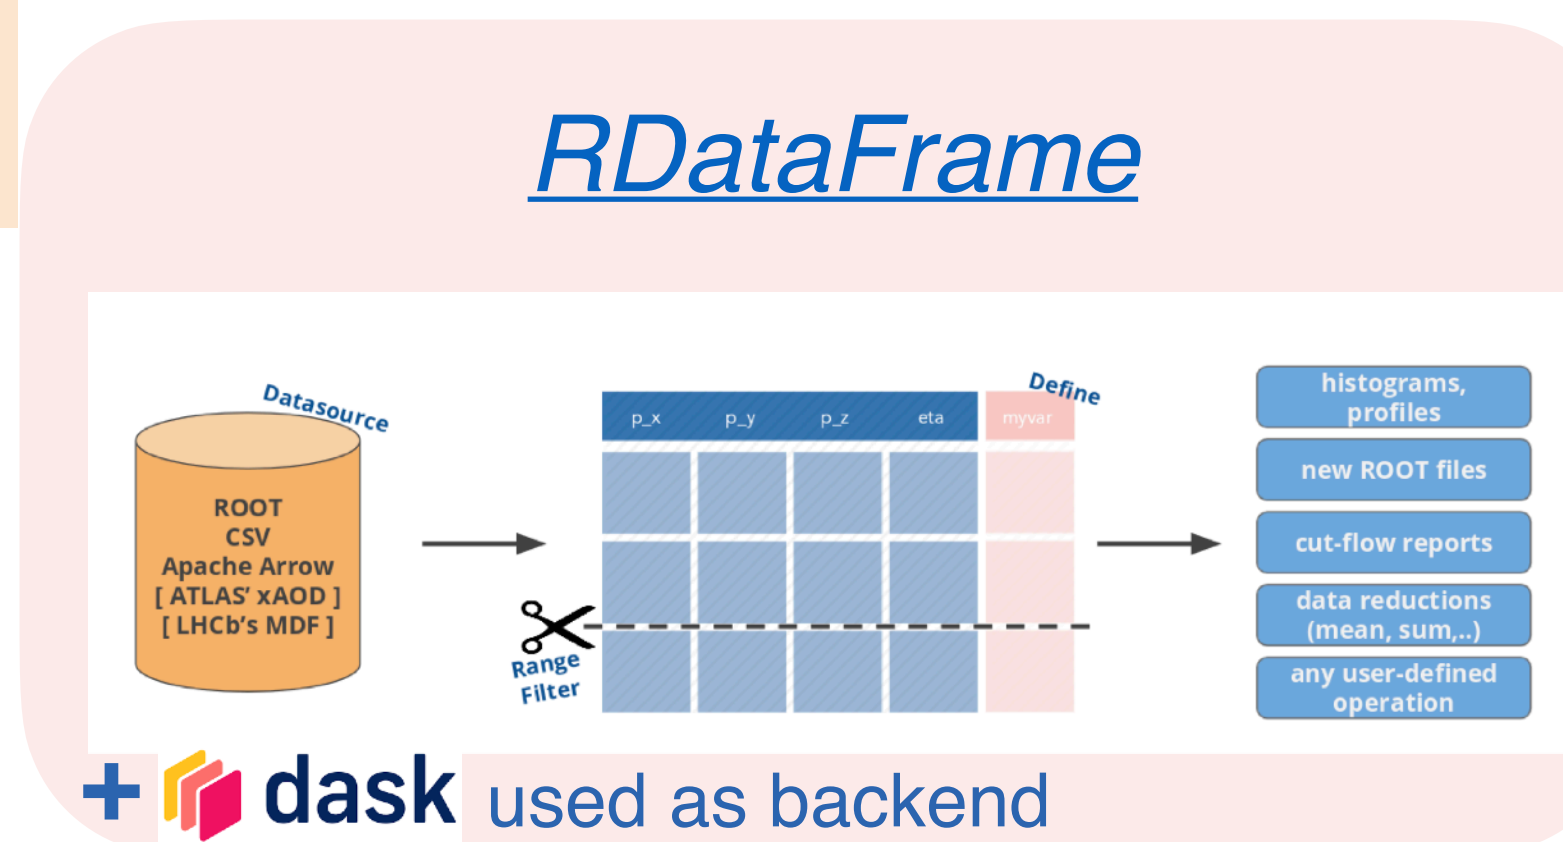 RDataFrame
Datasource
ROOT
CSV
Apache Arrow
[ ATLAS’ xAOD ]
[ LHCb’s MDF ]
Define
p_x p_y p_z eta myvar
Range
Filter
histograms,
profiles
new ROOT files
cut-flow reports
data reductions
(mean, sum,..)
any user-defined
operation
+ dask used as backend